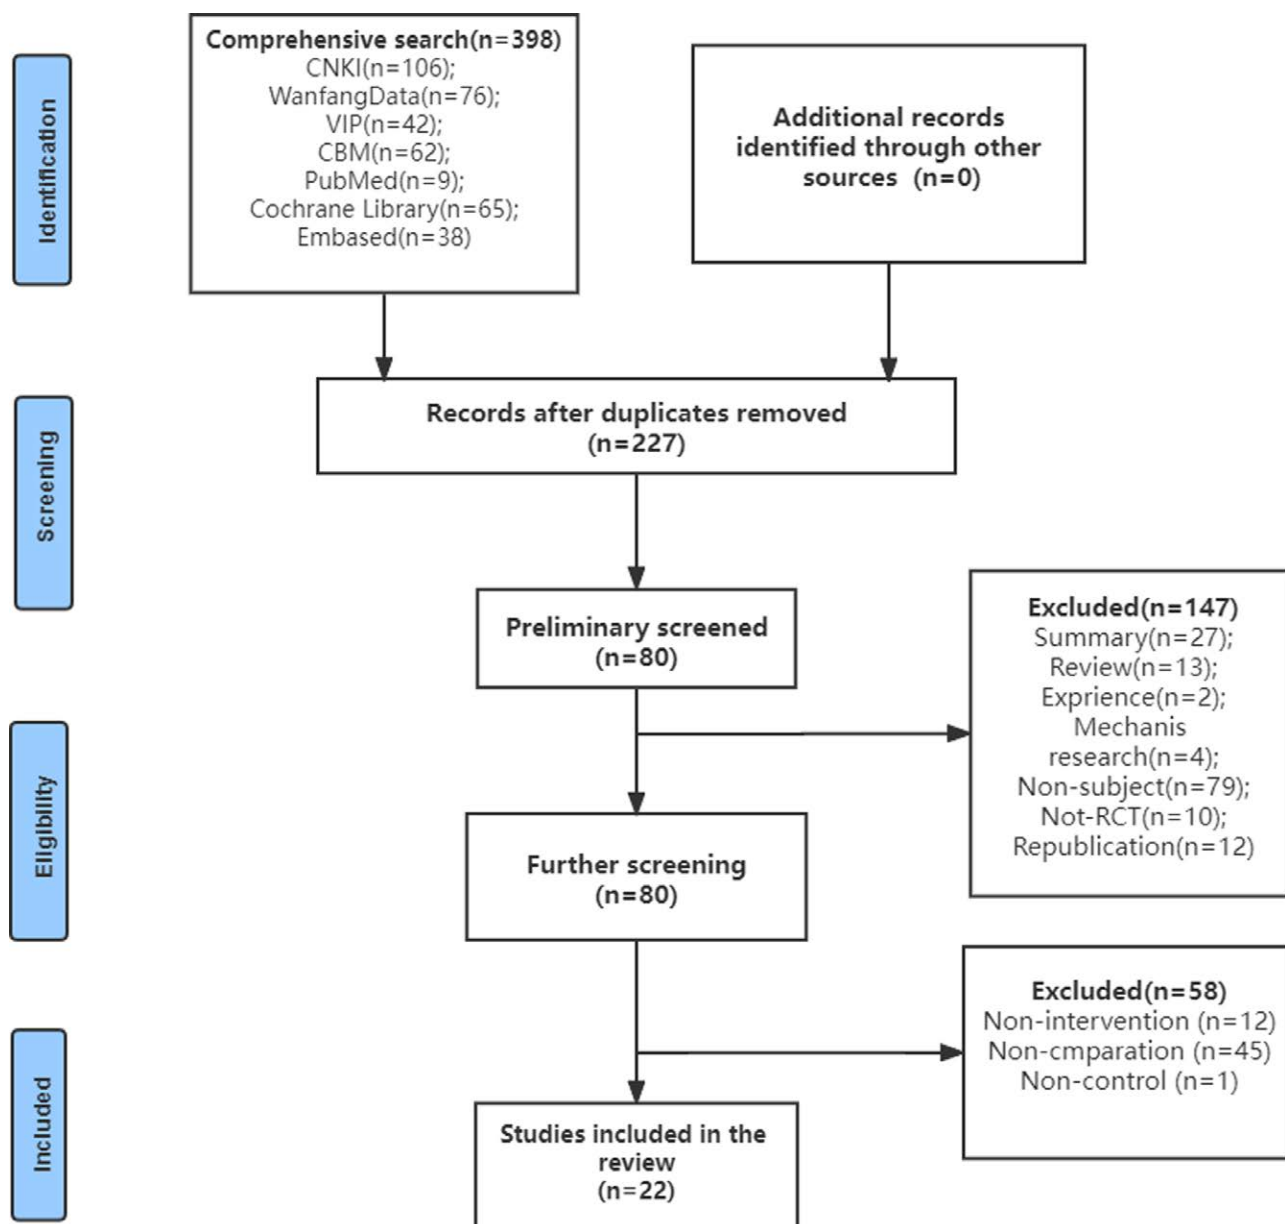 Identification
Comprehensive search(n=398)
CNKI(n=106);
WanfangData(n=76);
VIP(n=42);
CBM(n=62);
PubMed(n=9);
Cochrane Library(n=65);
Embased(n=38)
Additional records
identified through other
sources (n=0)
Screening
Records after duplicates removed
(n=227)
Preliminary screened
(n=80)
Excluded(n=147)
Summary(n=27);
Review(n=13);
Exprience(n=2);
Mechanis
research(n=4);
Non-subject(n=79);
Not-RCT(n=10);
Republication(n=12)
Eligibility
Further screening
(n=80)
Excluded(n=58)
Non-intervention (n=12)
Non-cmparation (n=45)
Non-control (n=1)
Included
Studies included in the
review
(n=22)